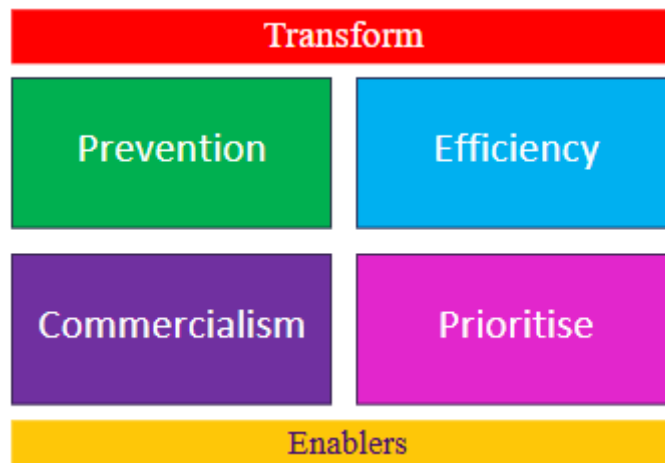 Transform
Prevention
Efficiency
Commercialism
Prioritise
Enablers